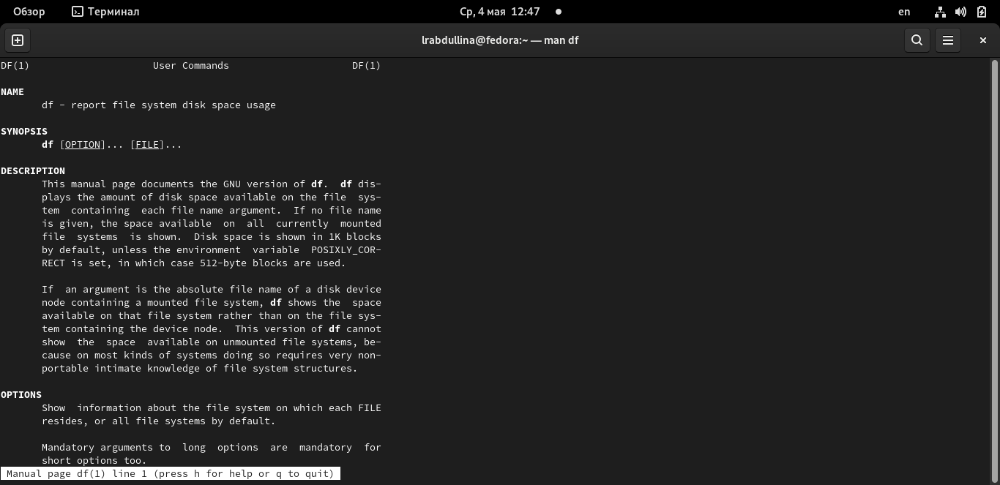 Обзор Терминал Ср, 4 мая 12:47 en
lrabdullina@fedora:~ — man df
DF(1) User Commands DF(1)
NAME
df - report file system disk space usage
SYNOPSIS
df [OPTION]... [FILE]...
DESCRIPTION
This manual page documents the GNU version of df. df dis-
plays the amount of disk space available on the file sys-
tem containing each file name argument. If no file name
is given, the space available on all currently mounted
file systems is shown. Disk space is shown in 1K blocks
by default, unless the environment variable POSIXLY_COR-
RECT is set, in which case 512-byte blocks are used.
If an argument is the absolute file name of a disk device
node containing a mounted file system, df shows the space
available on that file system rather than on the file sys-
tem containing the device node. This version of df cannot
show the space available on unmounted file systems, be-
cause on most kinds of systems doing so requires very non-
portable intimate knowledge of file system structures.
OPTIONS
Show information about the file system on which each FILE
resides, or all file systems by default.
Mandatory arguments to long options are mandatory for
short options too.
Manual page df(1) line 1 (press h for help or q to quit)